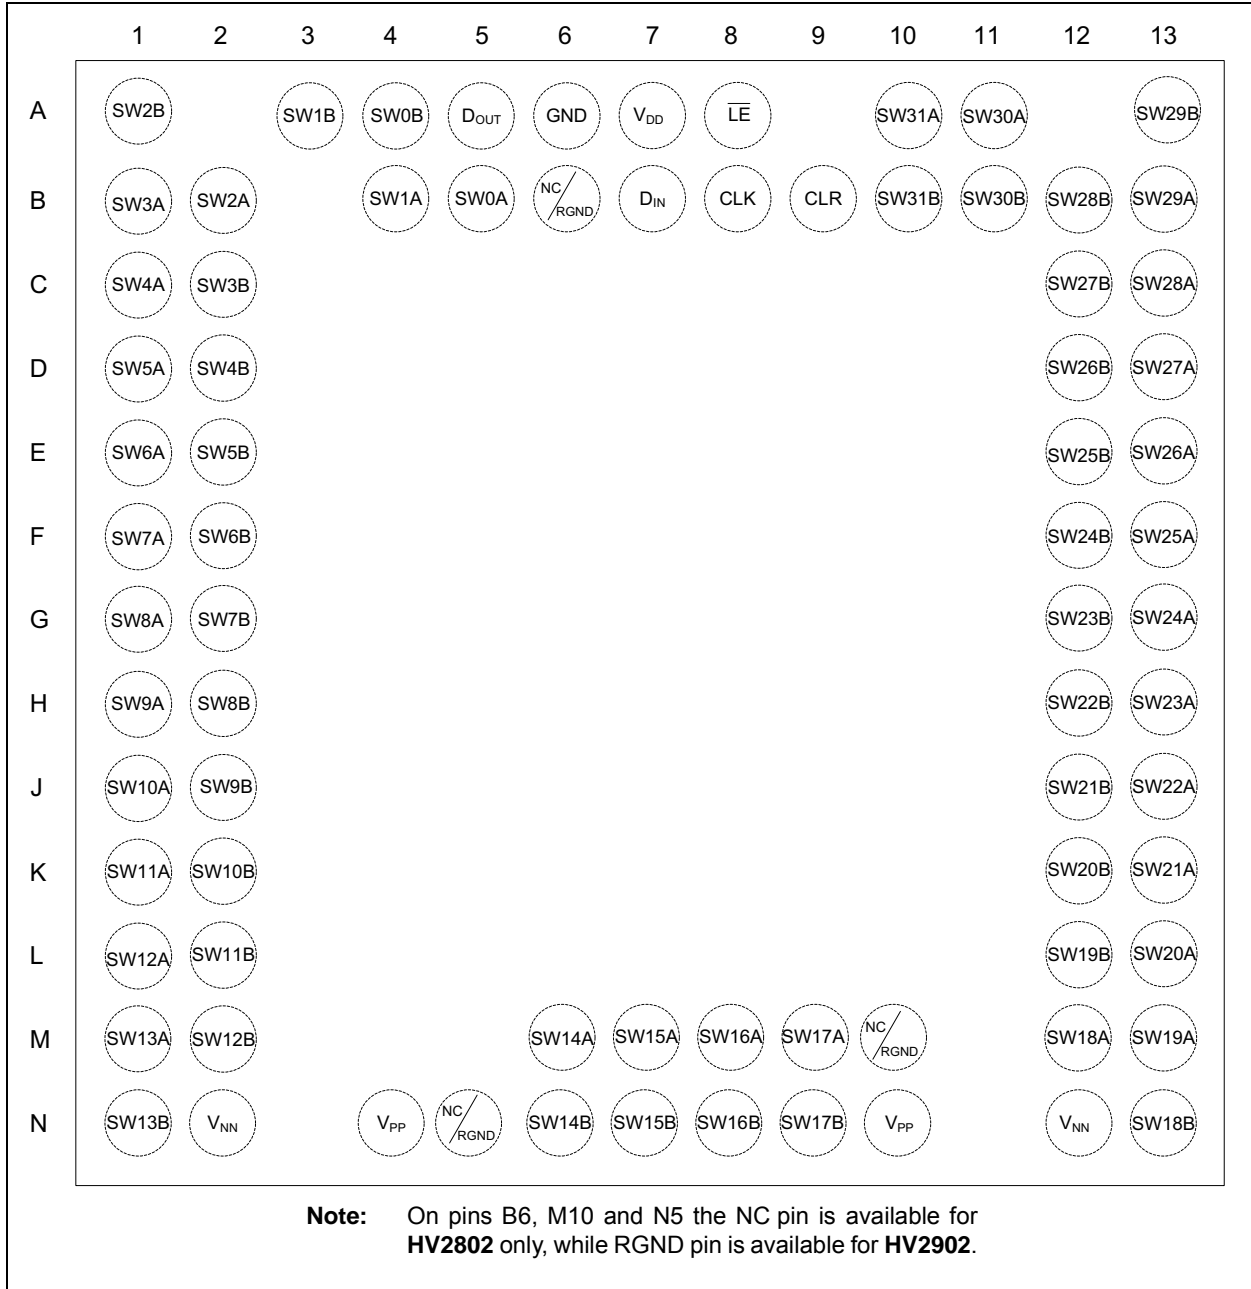 1 2 3 4 5 6 7 8 9 10 11 12 13
A SW2B SW1B SW0B DOUT GND VDD LE SW31A SW30A SW29B
B SW3A SW2A SW1A SW0A NC/RGND DIN CLK CLR SW31B SW30B SW28B SW29A
C SW4A SW3B SW27B SW28A
D SW5A SW4B SW26B SW27A
E SW6A SW5B SW25B SW26A
F SW7A SW6B SW24B SW25A
G SW8A SW7B SW23B SW24A
H SW9A SW8B SW22B SW23A
J SW10A SW9B SW21B SW22A
K SW11A SW10B SW20B SW21A
L SW12A SW11B SW19B SW20A
M SW13A SW12B SW14A SW15A SW16A SW17A NC/RGND SW18A SW19A
N SW13B VNN VPP NC/RGND SW14B SW15B SW16B SW17B VPP VNN SW18B
Note: On pins B6, M10 and N5 the NC pin is available for
HV2802 only, while RGND pin is available for HV2902.